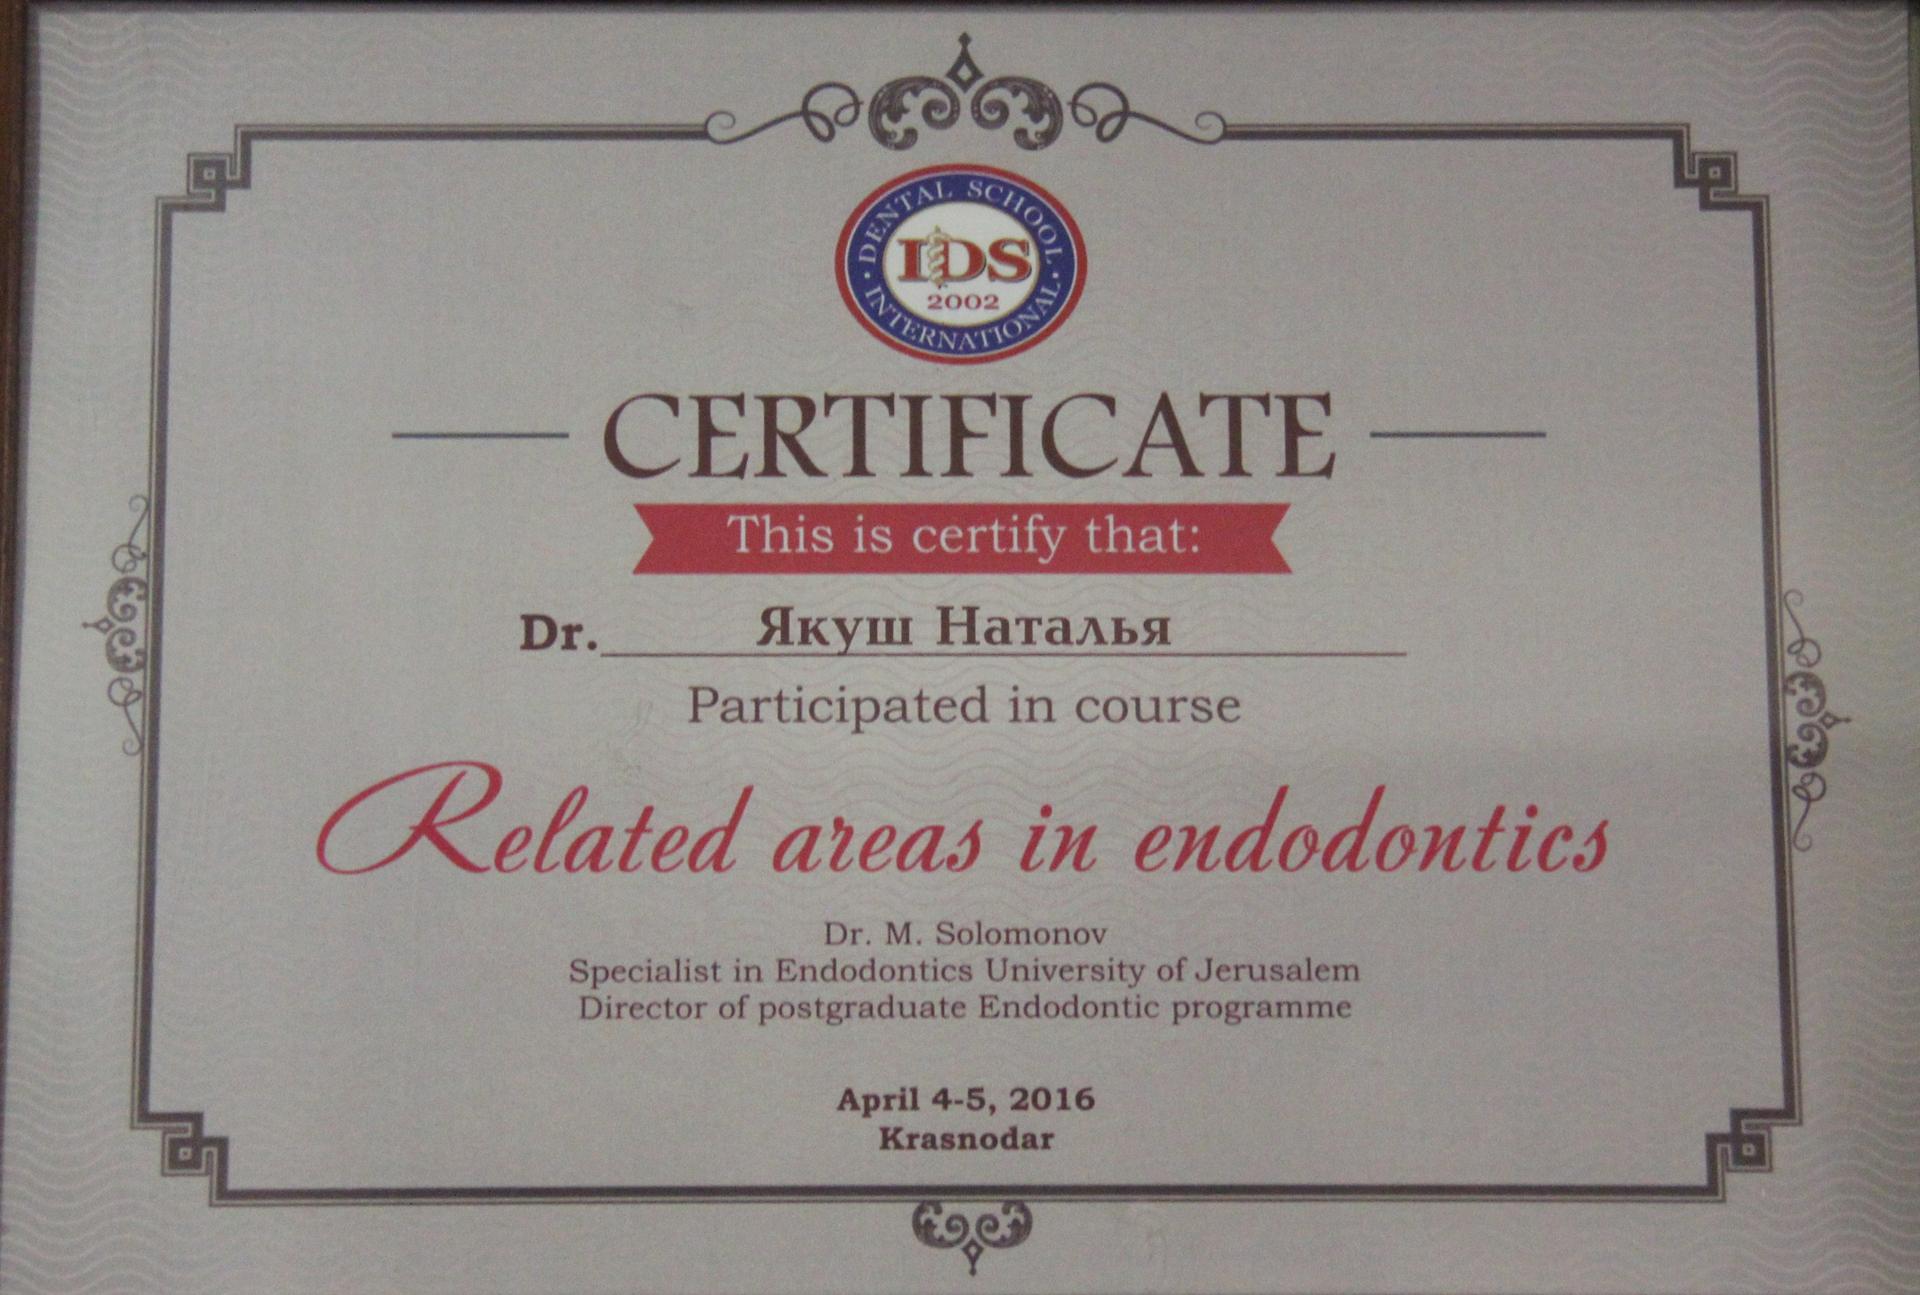 DENTAL SCHOOL
IDS
2002
INTERNATIONAL
CERTIFICATE
This is certify that:
Dr. Якуш Наталья
Participated in course
Related areas in endodontics
Dr. M. Solomonov
Specialist in Endodontics University of Jerusalem
Director of postgraduate Endodontic programme
April 4-5, 2016
Krasnodar